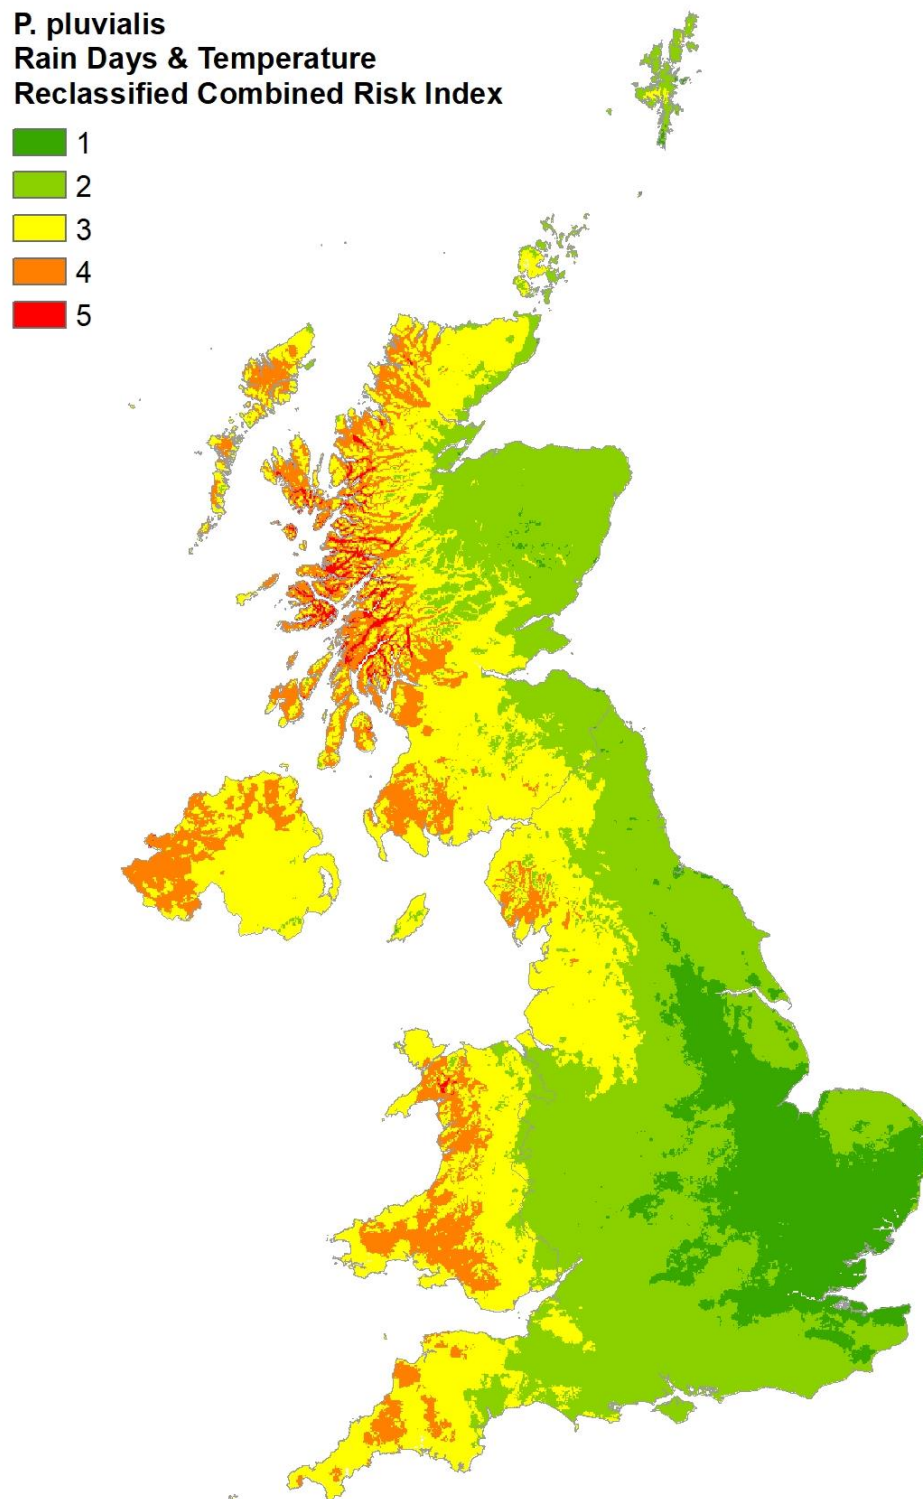 P. pluvialis
Rain Days & Temperature
Reclassified Combined Risk Index
1
2
3
4
5